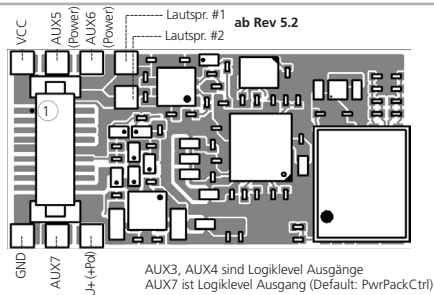 VCC
AUX5
(Power)
AUX6
(Power)
Lautspr. #1
Lautspr. #2
ab Rev 5.2
1
GND
AUX7
U+ (+Pol)
AUX3, AUX4 sind Logiklevel Ausgänge
AUX7 ist Logiklevel Ausgang (Default: PwrPackCtrl)